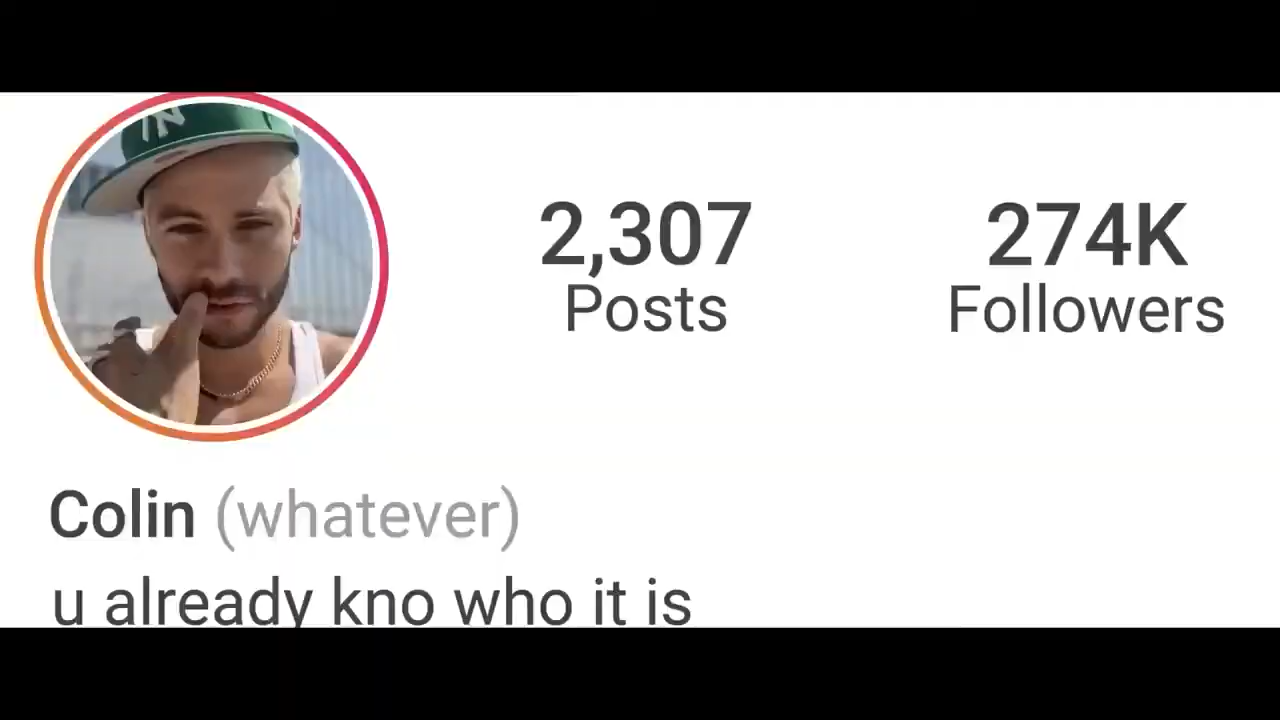 2,307
Posts
274K
Followers
Colin (whatever)
u already kno who it is